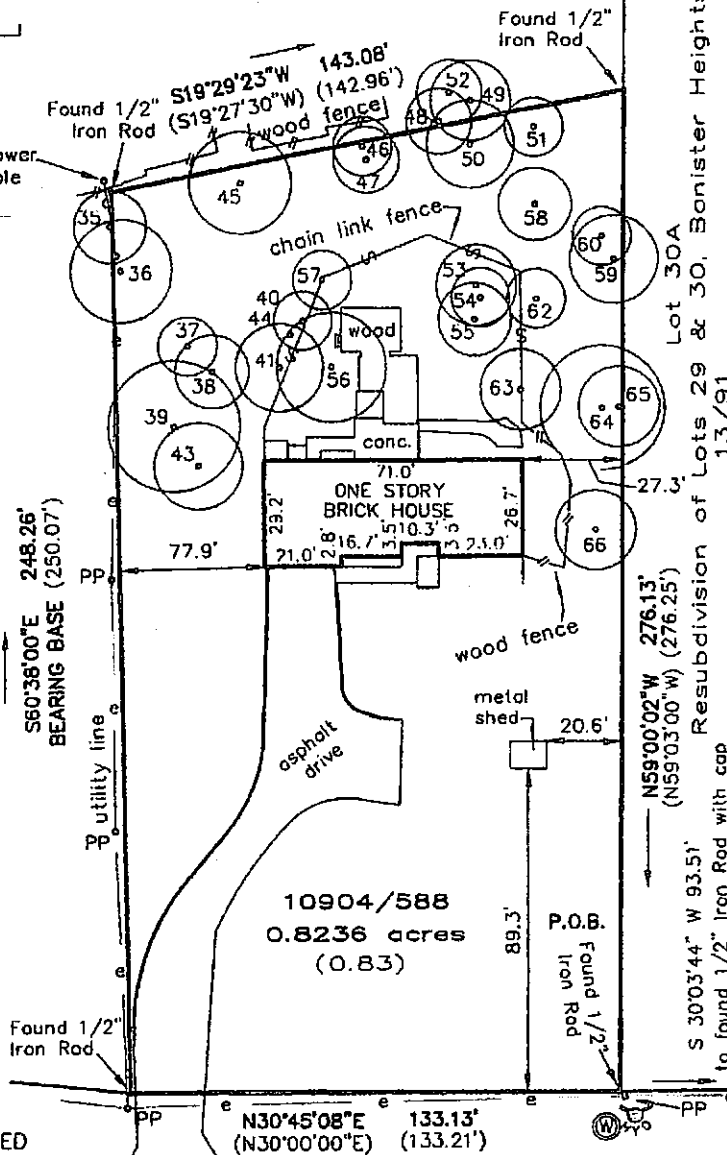 Found 1/2"
Iron Rod
S19°29'23"W 143.08'
(S19°27'30"W) (142.96')
wood fence
Found 1/2"
Iron Rod
52
49
48
50
51
46
47
45
35
36
58
60
59
chain link fence
57
53
54
55
62
40
44
41
56
wood
37
38
39
43
63
64
65
66
conc.
71.0'
27.3'
ONE STORY
BRICK HOUSE
29.2'
26.7'
21.0'
2.8'
16.7'
3.5'
10.3'
3.5'
23.0'
77.9'
S60°38'00"E 248.26'
BEARING BASE (250.07')
PP
utility line
PP
e
e
e
e
e
wood fence
metal
shed
20.6'
89.3'
asphalt
drive
10904/588
0.8236 acres
(0.83)
P.O.B.
Found 1/2"
Iron Rod
N59°00'02"W 276.13'
(N59°03'00"W) (276.25')
Lot 30A
Resubdivision of Lots 29 & 30, Banister Heights
13/91
S 30°03'44" W 93.51'
to found 1/2" Iron Rod with cap
Found 1/2"
Iron Rod
PP
e
e
e
PP
W
N30°45'08"E 133.13'
(N30°00'00"E) (133.21')